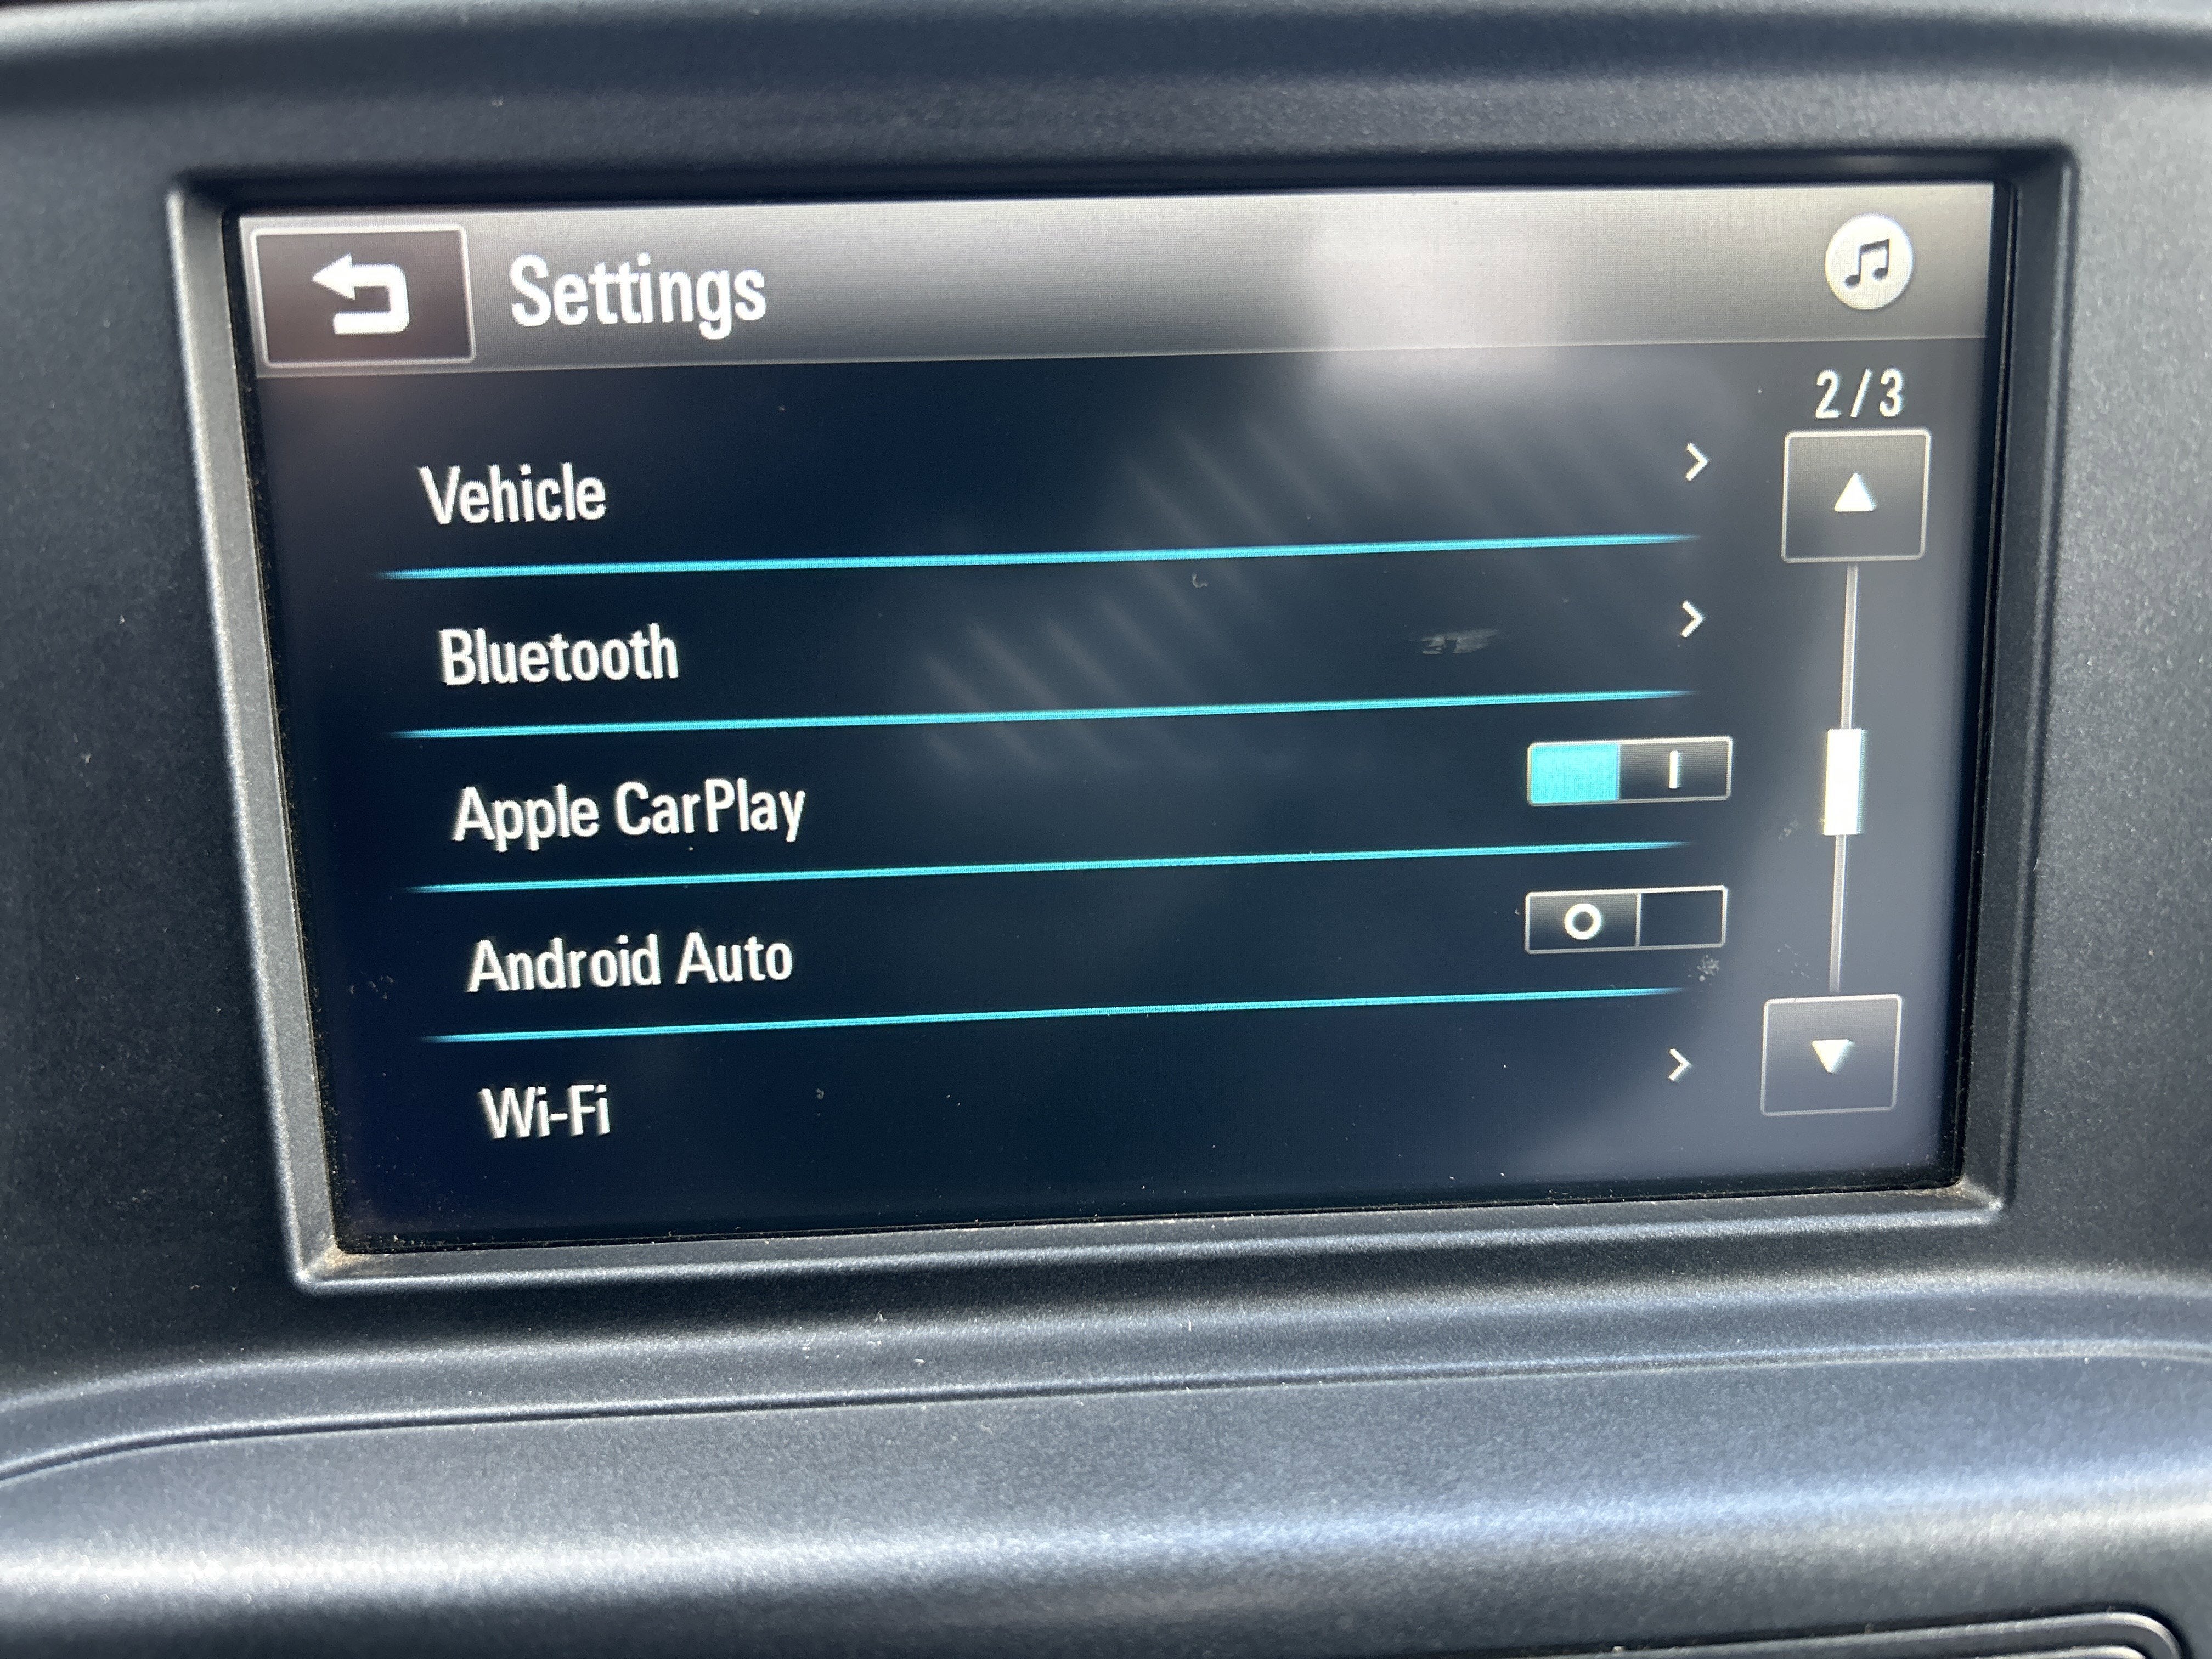 Settings
2/3
Vehicle
Bluetooth
Apple CarPlay
Android Auto
Wi-Fi